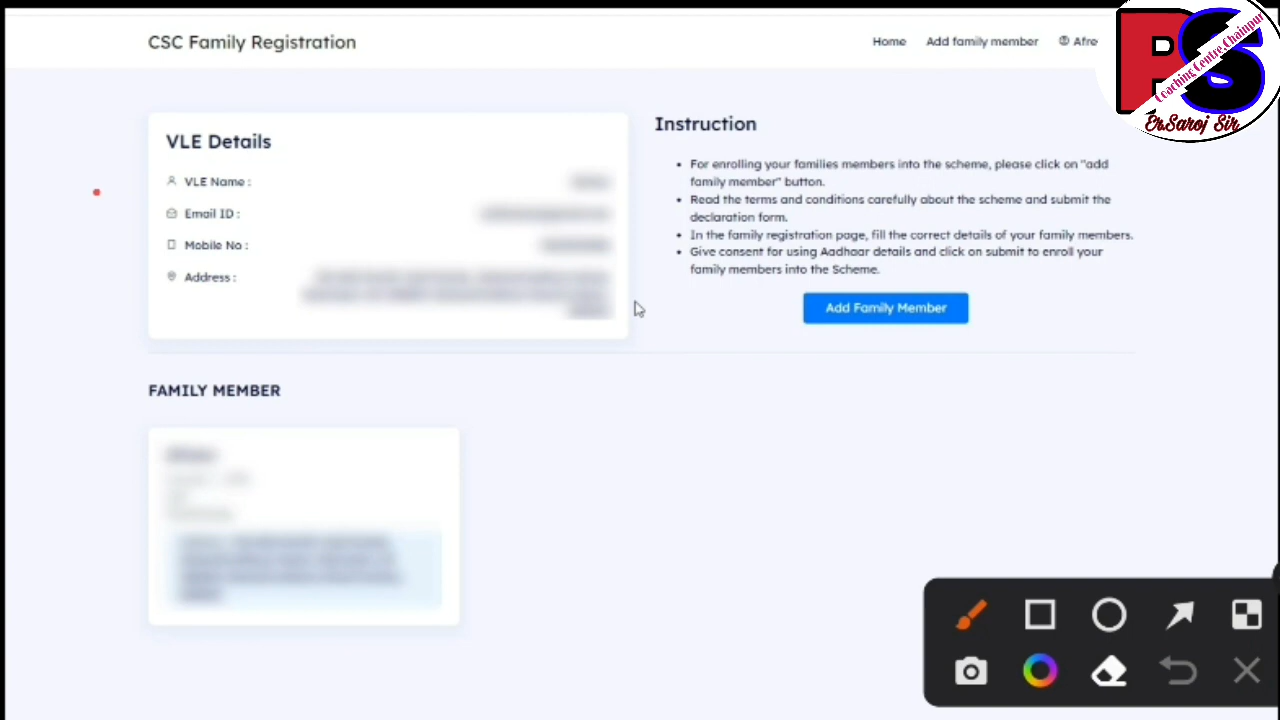 CSC Family Registration
Home
Add family member
Afre
PS
Coaching Centre, Chainpur
Er.Saroj Sir
VLE Details
VLE Name :
Email ID :
Mobile No :
Address :
Instruction
For enrolling your families members into the scheme, please click on "add
family member" button.
Read the terms and conditions carefully about the scheme and submit the
declaration form.
In the family registration page, fill the correct details of your family members.
Give consent for using Aadhaar details and click on submit to enroll your
family members into the Scheme.
Add Family Member
FAMILY MEMBER